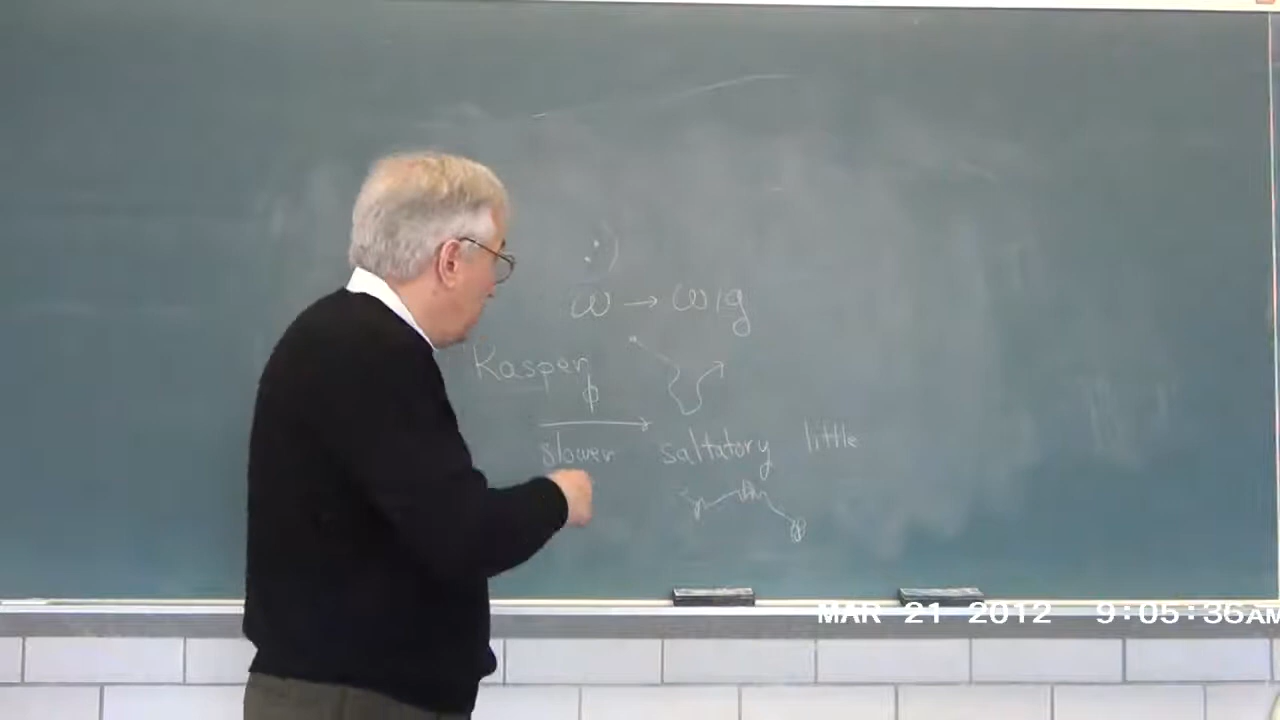 ω → ω/g
Kasper
ϕ
slower saltatory little
MAR 21 2012 9:05:36AM